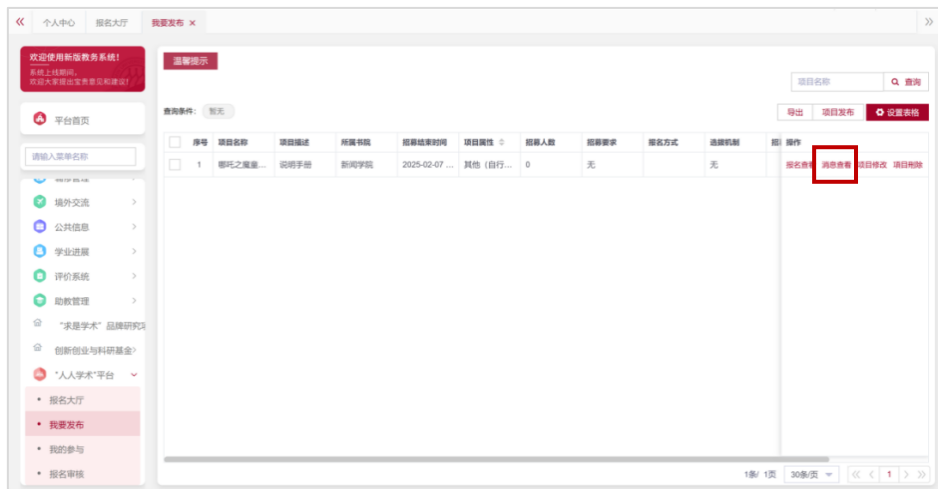 个人中心 报名大厅 我要发布 ×
欢迎使用新版教务系统!
系统上线期间,
欢迎大家提出宝贵意见和建议!
平台首页
请输入菜单名称
境外交流
公共信息
学业进展
评价系统
助教管理
“求是学术”品牌研究项
创新创业与科研基金
“人人学术”平台
报名大厅
我要发布
我的参与
报名审核
温馨提示
项目名称 查询
查询条件: 暂无
导出 项目发布 设置表格
序号 项目名称 项目描述 所属书院 招募结束时间 项目属性 招募人数 招募要求 报名方式 选拔机制 招 操作
1 哪吒之魔童... 说明手册 新闻学院 2025-02-07 ... 其他（自行... 0 无 无 报名查看 消息查看 项目修改 项目删除
1条/ 1页 30条/页 1